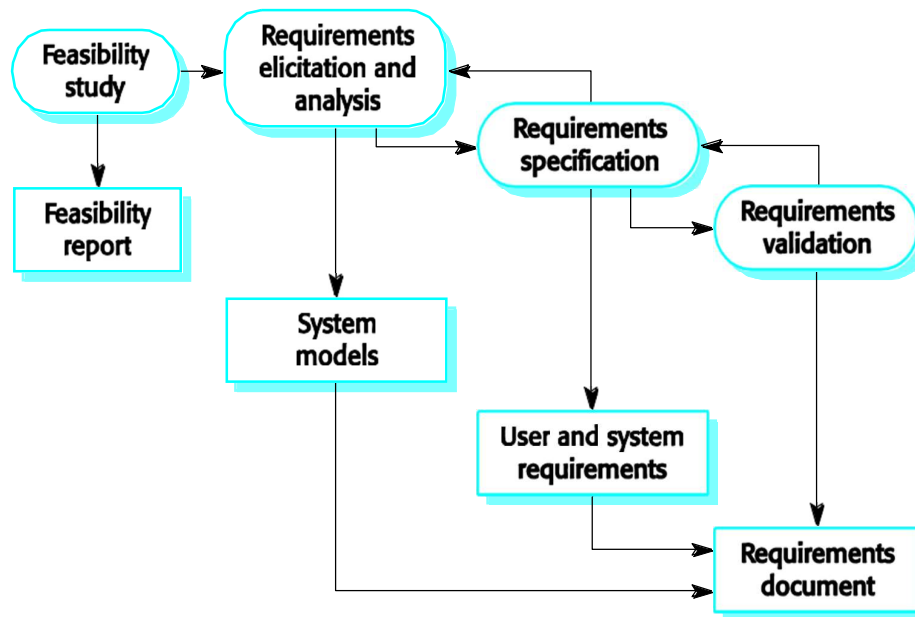 Feasibility
study
Requirements
elicitation and
analysis
Requirements
specification
Requirements
validation
Feasibility
report
System
models
User and system
requirements
Requirements
document